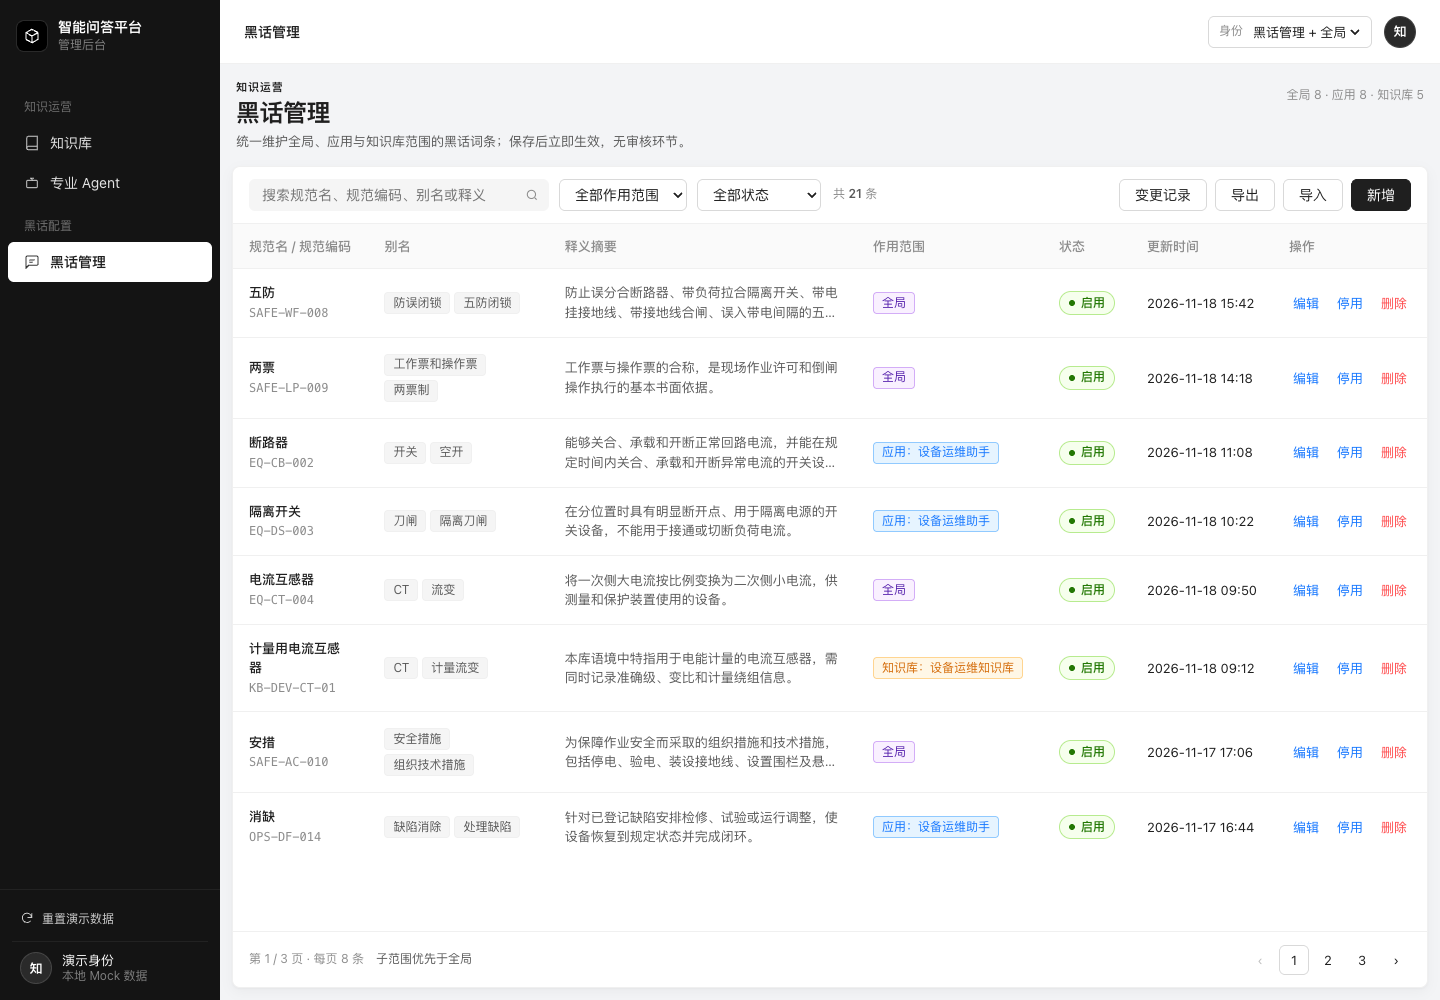 智能问答平台
管理后台
知识运营
知识库
专业 Agent
黑话配置
黑话管理
重置演示数据
知
演示身份
本地 Mock 数据
黑话管理
身份 黑话管理 + 全局
知
知识运营
黑话管理
统一维护全局、应用与知识库范围的黑话词条；保存后立即生效，无审核环节。
全局 8 · 应用 8 · 知识库 5
搜索规范名、规范编码、别名或释义
全部作用范围
全部状态
共 21 条
变更记录
导出
导入
新增
规范名 / 规范编码 别名 释义摘要 作用范围 状态 更新时间 操作
五防
SAFE-WF-008
防误闭锁 五防闭锁
防止误分合断路器、带负荷拉合隔离开关、带电
挂接地线、带接地线合闸、误入带电间隔的五...
全局
启用
2026-11-18 15:42
编辑 停用 删除
两票
SAFE-LP-009
工作票和操作票
两票制
工作票与操作票的合称，是现场作业许可和倒闸
操作执行的基本书面依据。
全局
启用
2026-11-18 14:18
编辑 停用 删除
断路器
EQ-CB-002
开关 空开
能够关合、承载和开断正常回路电流，并能在规
定时间内关合、承载和开断异常电流的开关设...
应用：设备运维助手
启用
2026-11-18 11:08
编辑 停用 删除
隔离开关
EQ-DS-003
刀闸 隔离刀闸
在分位置时具有明显断开点、用于隔离电源的开
关设备，不能用于接通或切断负荷电流。
应用：设备运维助手
启用
2026-11-18 10:22
编辑 停用 删除
电流互感器
EQ-CT-004
CT 流变
将一次侧大电流按比例变换为二次侧小电流，供
测量和保护装置使用的设备。
全局
启用
2026-11-18 09:50
编辑 停用 删除
计量用电流互感
器
KB-DEV-CT-01
CT 计量流变
本库语境中特指用于电能计量的电流互感器，需
同时记录准确级、变比和计量绕组信息。
知识库：设备运维知识库
启用
2026-11-18 09:12
编辑 停用 删除
安措
SAFE-AC-010
安全措施
组织技术措施
为保障作业安全而采取的组织措施和技术措施，
包括停电、验电、装设接地线、设置围栏及悬...
全局
启用
2026-11-17 17:06
编辑 停用 删除
消缺
OPS-DF-014
缺陷消除 处理缺陷
针对已登记缺陷安排检修、试验或运行调整，使
设备恢复到规定状态并完成闭环。
应用：设备运维助手
启用
2026-11-17 16:44
编辑 停用 删除
第 1 / 3 页 · 每页 8 条 子范围优先于全局
‹ 1 2 3 ›